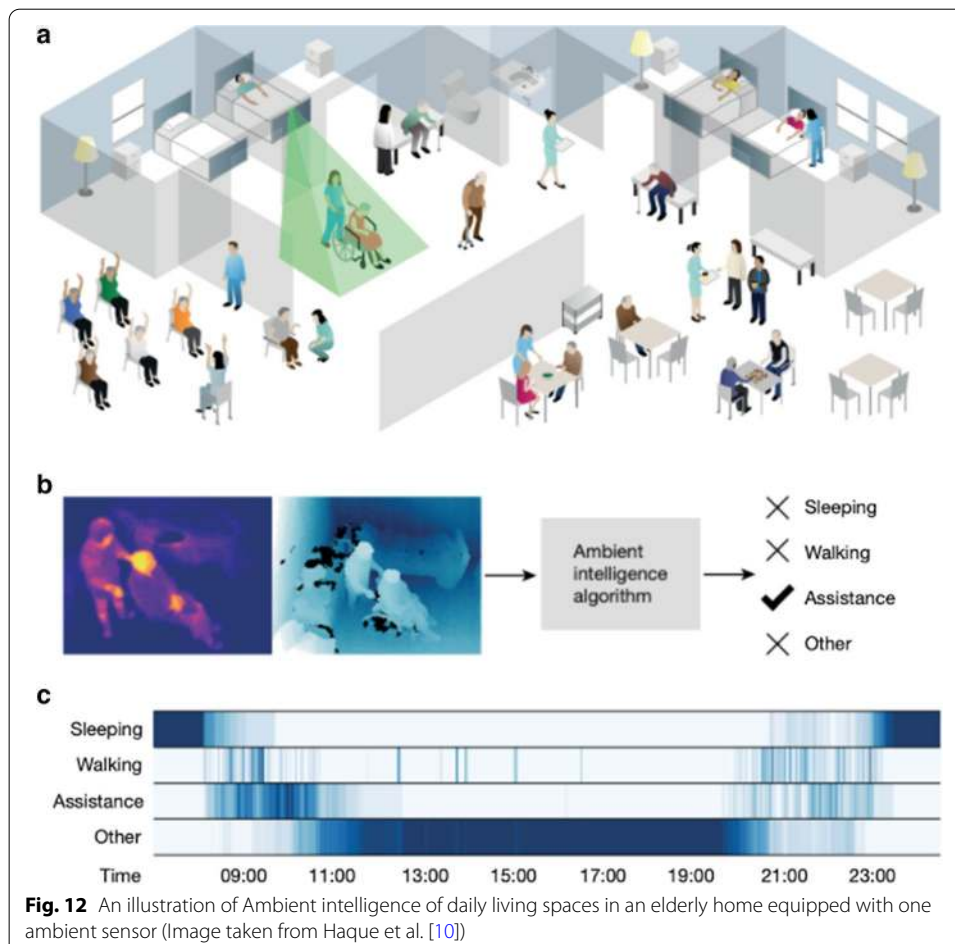 a
b
Ambient
intelligence
algorithm
Sleeping
Walking
Assistance
Other
c
Sleeping
Walking
Assistance
Other
Time 09:00 11:00 13:00 15:00 17:00 19:00 21:00 23:00
Fig. 12 An illustration of Ambient intelligence of daily living spaces in an elderly home equipped with one
ambient sensor (Image taken from Haque et al. [10])